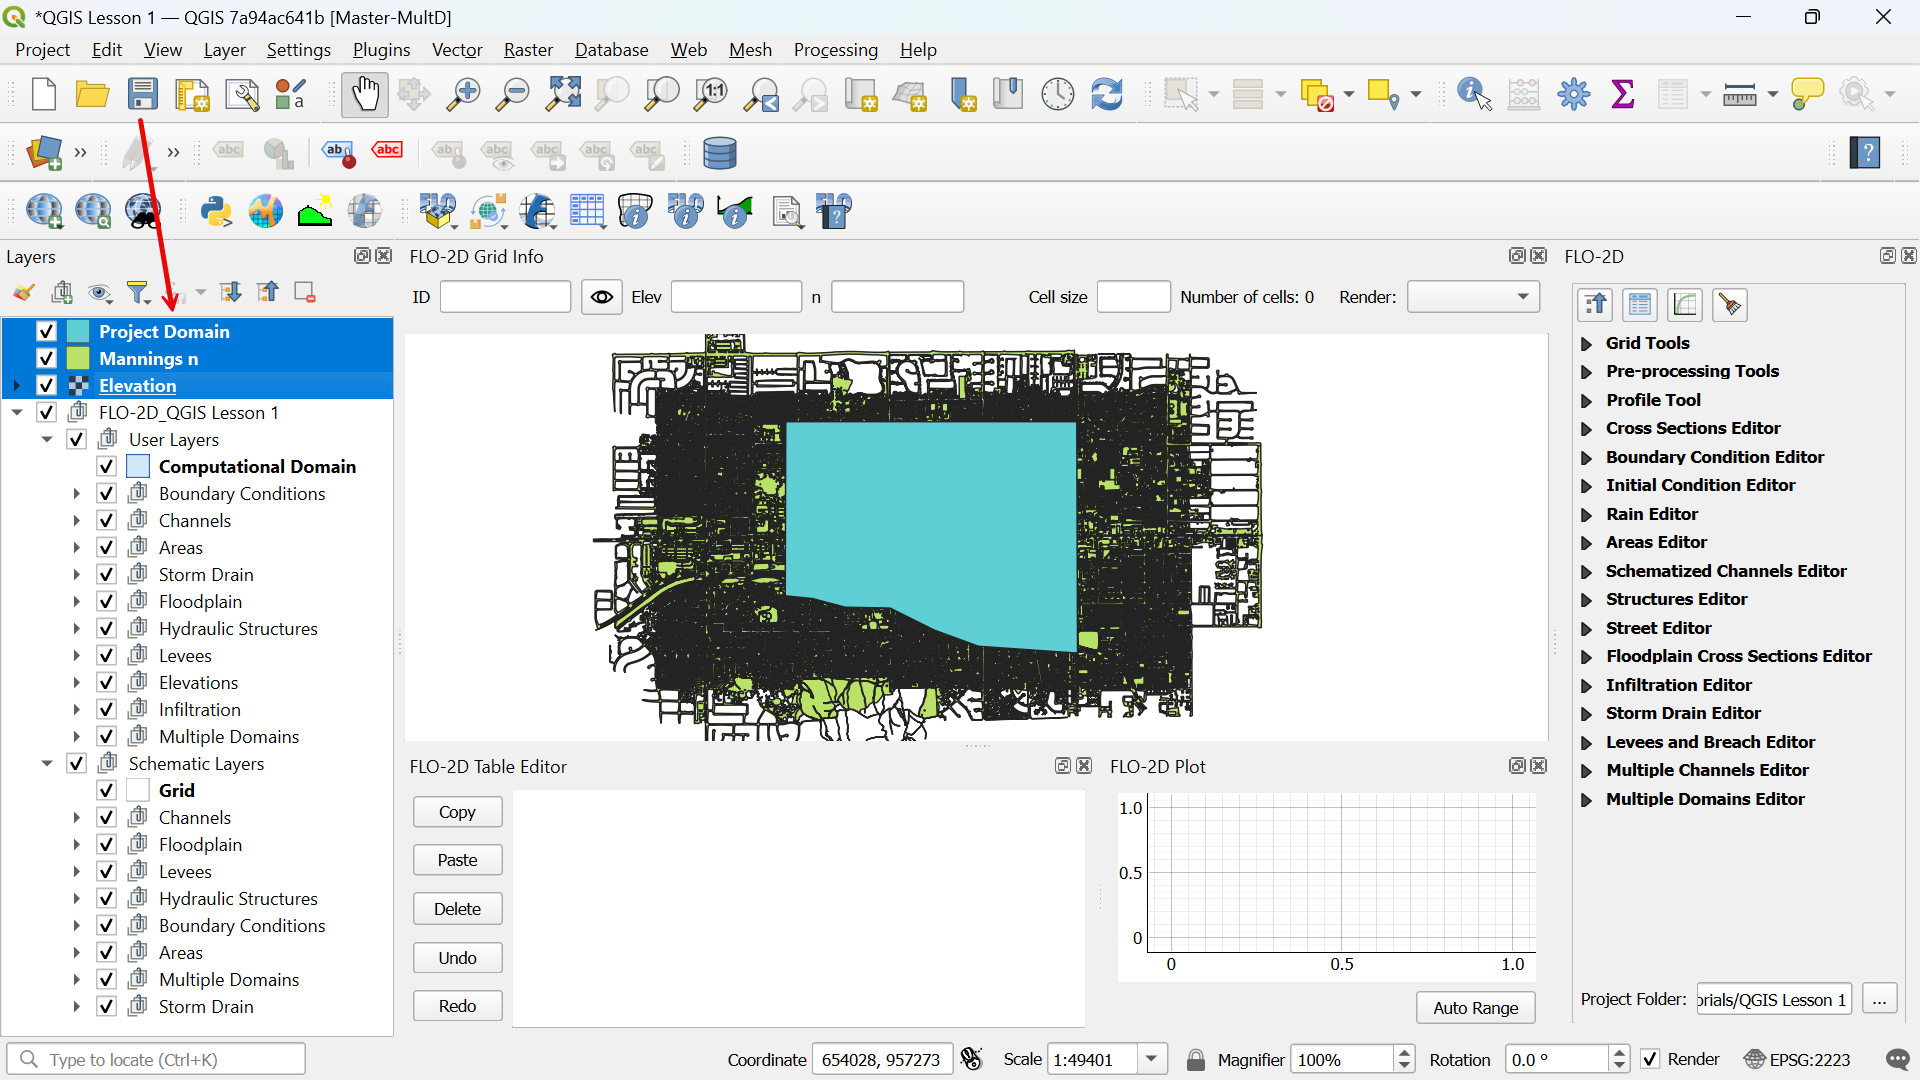 *QGIS Lesson 1 — QGIS 7a94ac641b [Master-MultD]
Project Edit View Layer Settings Plugins Vector Raster Database Web Mesh Processing Help
Layers
FLO-2D Grid Info
FLO-2D
ID
Elev
n
Cell size
Number of cells: 0
Render:
Project Domain
Mannings n
Elevation
FLO-2D_QGIS Lesson 1
User Layers
Computational Domain
Boundary Conditions
Channels
Areas
Storm Drain
Floodplain
Hydraulic Structures
Levees
Elevations
Infiltration
Multiple Domains
Schematic Layers
Grid
Channels
Floodplain
Levees
Hydraulic Structures
Boundary Conditions
Areas
Multiple Domains
Storm Drain
Grid Tools
Pre-processing Tools
Profile Tool
Cross Sections Editor
Boundary Condition Editor
Initial Condition Editor
Rain Editor
Areas Editor
Schematized Channels Editor
Structures Editor
Street Editor
Floodplain Cross Sections Editor
Infiltration Editor
Storm Drain Editor
Levees and Breach Editor
Multiple Channels Editor
Multiple Domains Editor
FLO-2D Table Editor
Copy
Paste
Delete
Undo
Redo
FLO-2D Plot
1.0
0.5
0
0 0.5 1.0
Auto Range
Project Folder: orials/QGIS Lesson 1 ...
Type to locate (Ctrl+K)
Coordinate 654028, 957273
Scale 1:49401
Magnifier 100%
Rotation 0.0 °
Render
EPSG:2223